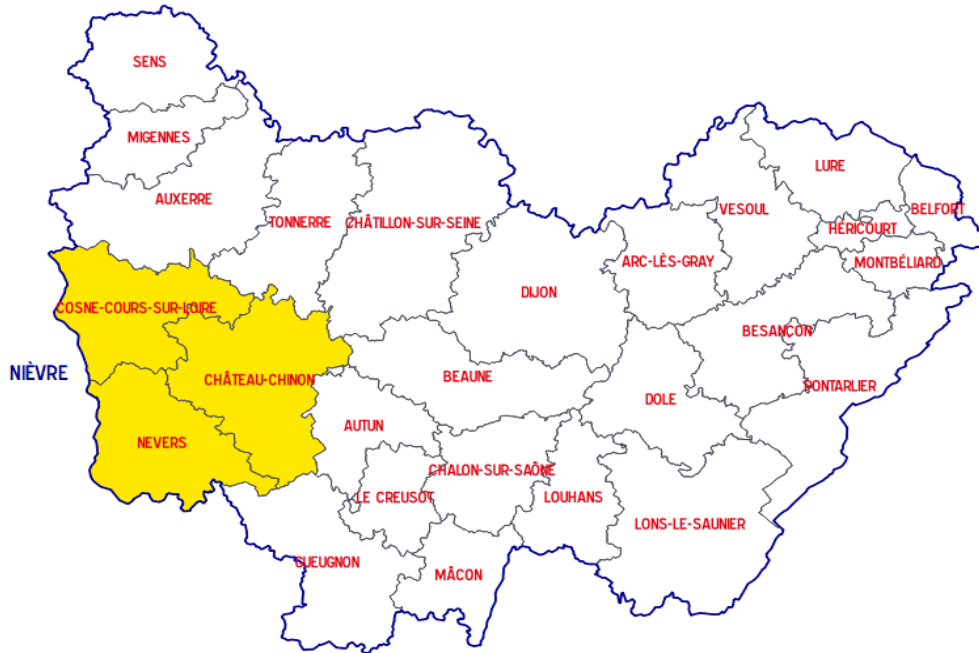 SENS
MIGENNES
LURE
AUXERRE
VESOUL
BELFORT
TONNERRE
CHÂTILLON-SUR-SEINE
HÉRICOURT
ARC-LÈS-GRAY
MONTBÉLIARD
DIJON
COSNE-COURS-SUR-LOIRE
BESANÇON
NIÈVRE
CHÂTEAU-CHINON
BEAUNE
PONTARLIER
DOLE
AUTUN
NEVERS
CHALON-SUR-SAÔNE
LE CREUSOT
LOUHANS
LONS-LE-SAUNIER
GUEUGNON
MÂCON